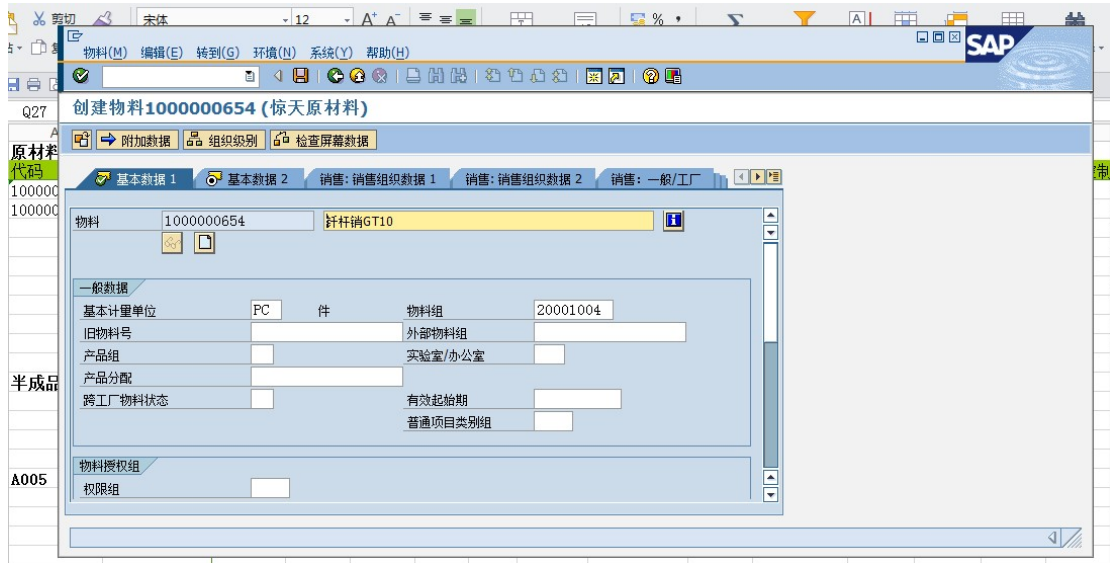 剪切
宋体
12
A+ A-
%
Q27
物料(M) 编辑(E) 转到(G) 环境(N) 系统(Y) 帮助(H)
SAP
创建物料1000000654 (惊天原材料)
附加数据 组织级别 检查屏幕数据
原材料
代码
100000
100000
基本数据 1 基本数据 2 销售: 销售组织数据 1 销售: 销售组织数据 2 销售: 一般/工厂
物料 1000000654 钎杆销GT10
一般数据
基本计量单位 PC 件 物料组 20001004
旧物料号 外部物料组
产品组 实验室/办公室
产品分配
跨工厂物料状态 有效起始期
普通项目类别组
半成品
物料授权组
A005
权限组